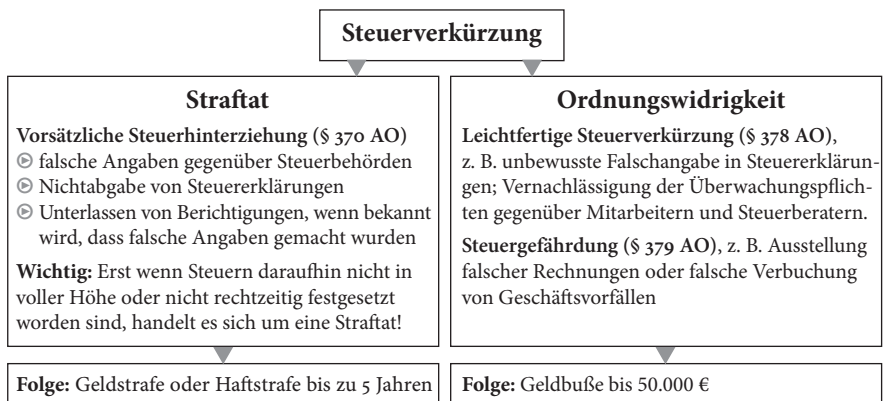 Steuerverkürzung
Straftat
Vorsätzliche Steuerhinterziehung (§ 370 AO)
falsche Angaben gegenüber Steuerbehörden
Nichtabgabe von Steuererklärungen
Unterlassen von Berichtigungen, wenn bekannt
wird, dass falsche Angaben gemacht wurden
Wichtig: Erst wenn Steuern daraufhin nicht in
voller Höhe oder nicht rechtzeitig festgesetzt
worden sind, handelt es sich um eine Straftat!
Folge: Geldstrafe oder Haftstrafe bis zu 5 Jahren
Ordnungswidrigkeit
Leichtfertige Steuerverkürzung (§ 378 AO),
z. B. unbewusste Falschangabe in Steuererklärun-
gen; Vernachlässigung der Überwachungspflich-
ten gegenüber Mitarbeitern und Steuerberatern.
Steuergefährdung (§ 379 AO), z. B. Ausstellung
falscher Rechnungen oder falsche Verbuchung
von Geschäftsvorfällen
Folge: Geldbuße bis 50.000 €